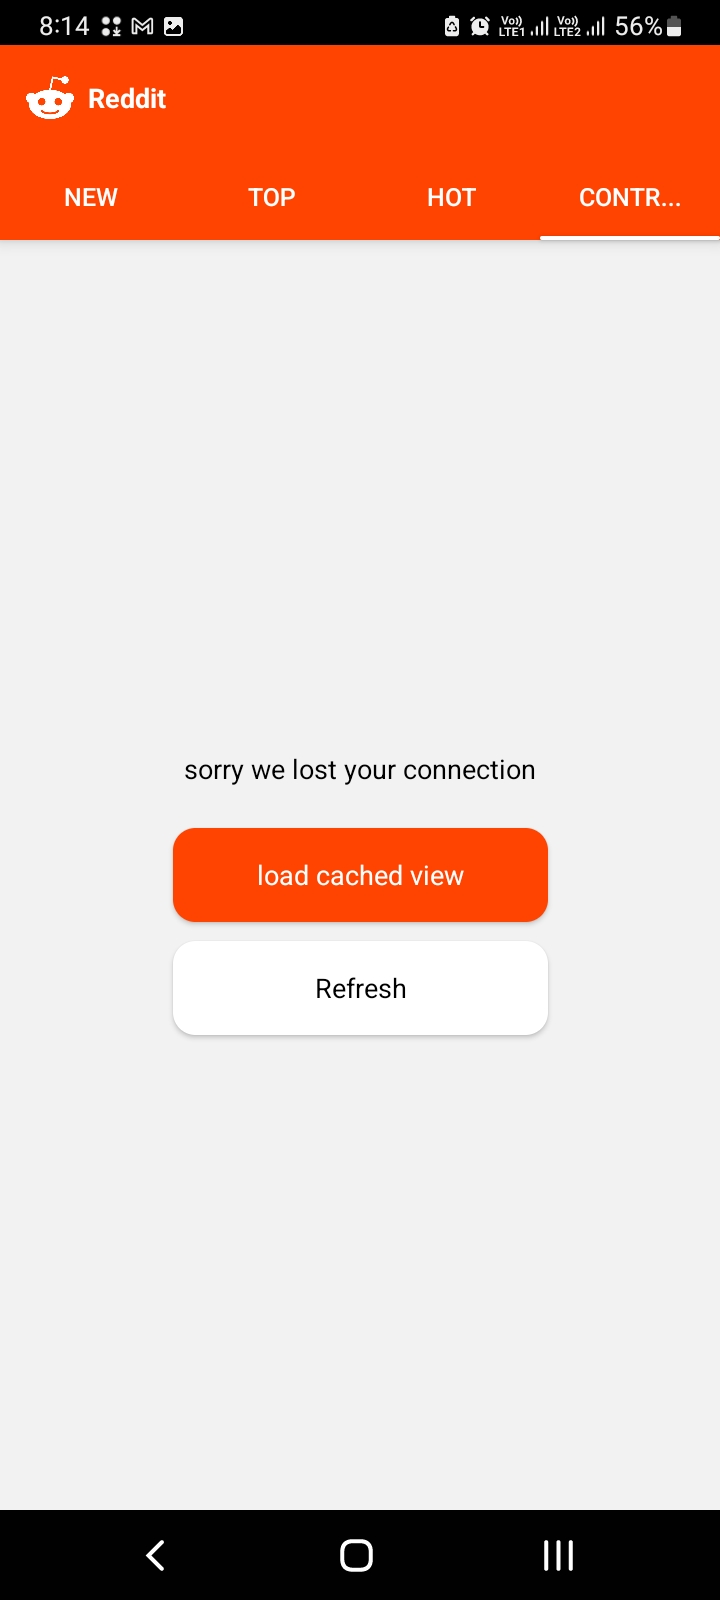 8:14
Vo)) LTE1 Vo)) LTE2 56%
Reddit
NEW TOP HOT CONTR...
sorry we lost your connection
load cached view
Refresh